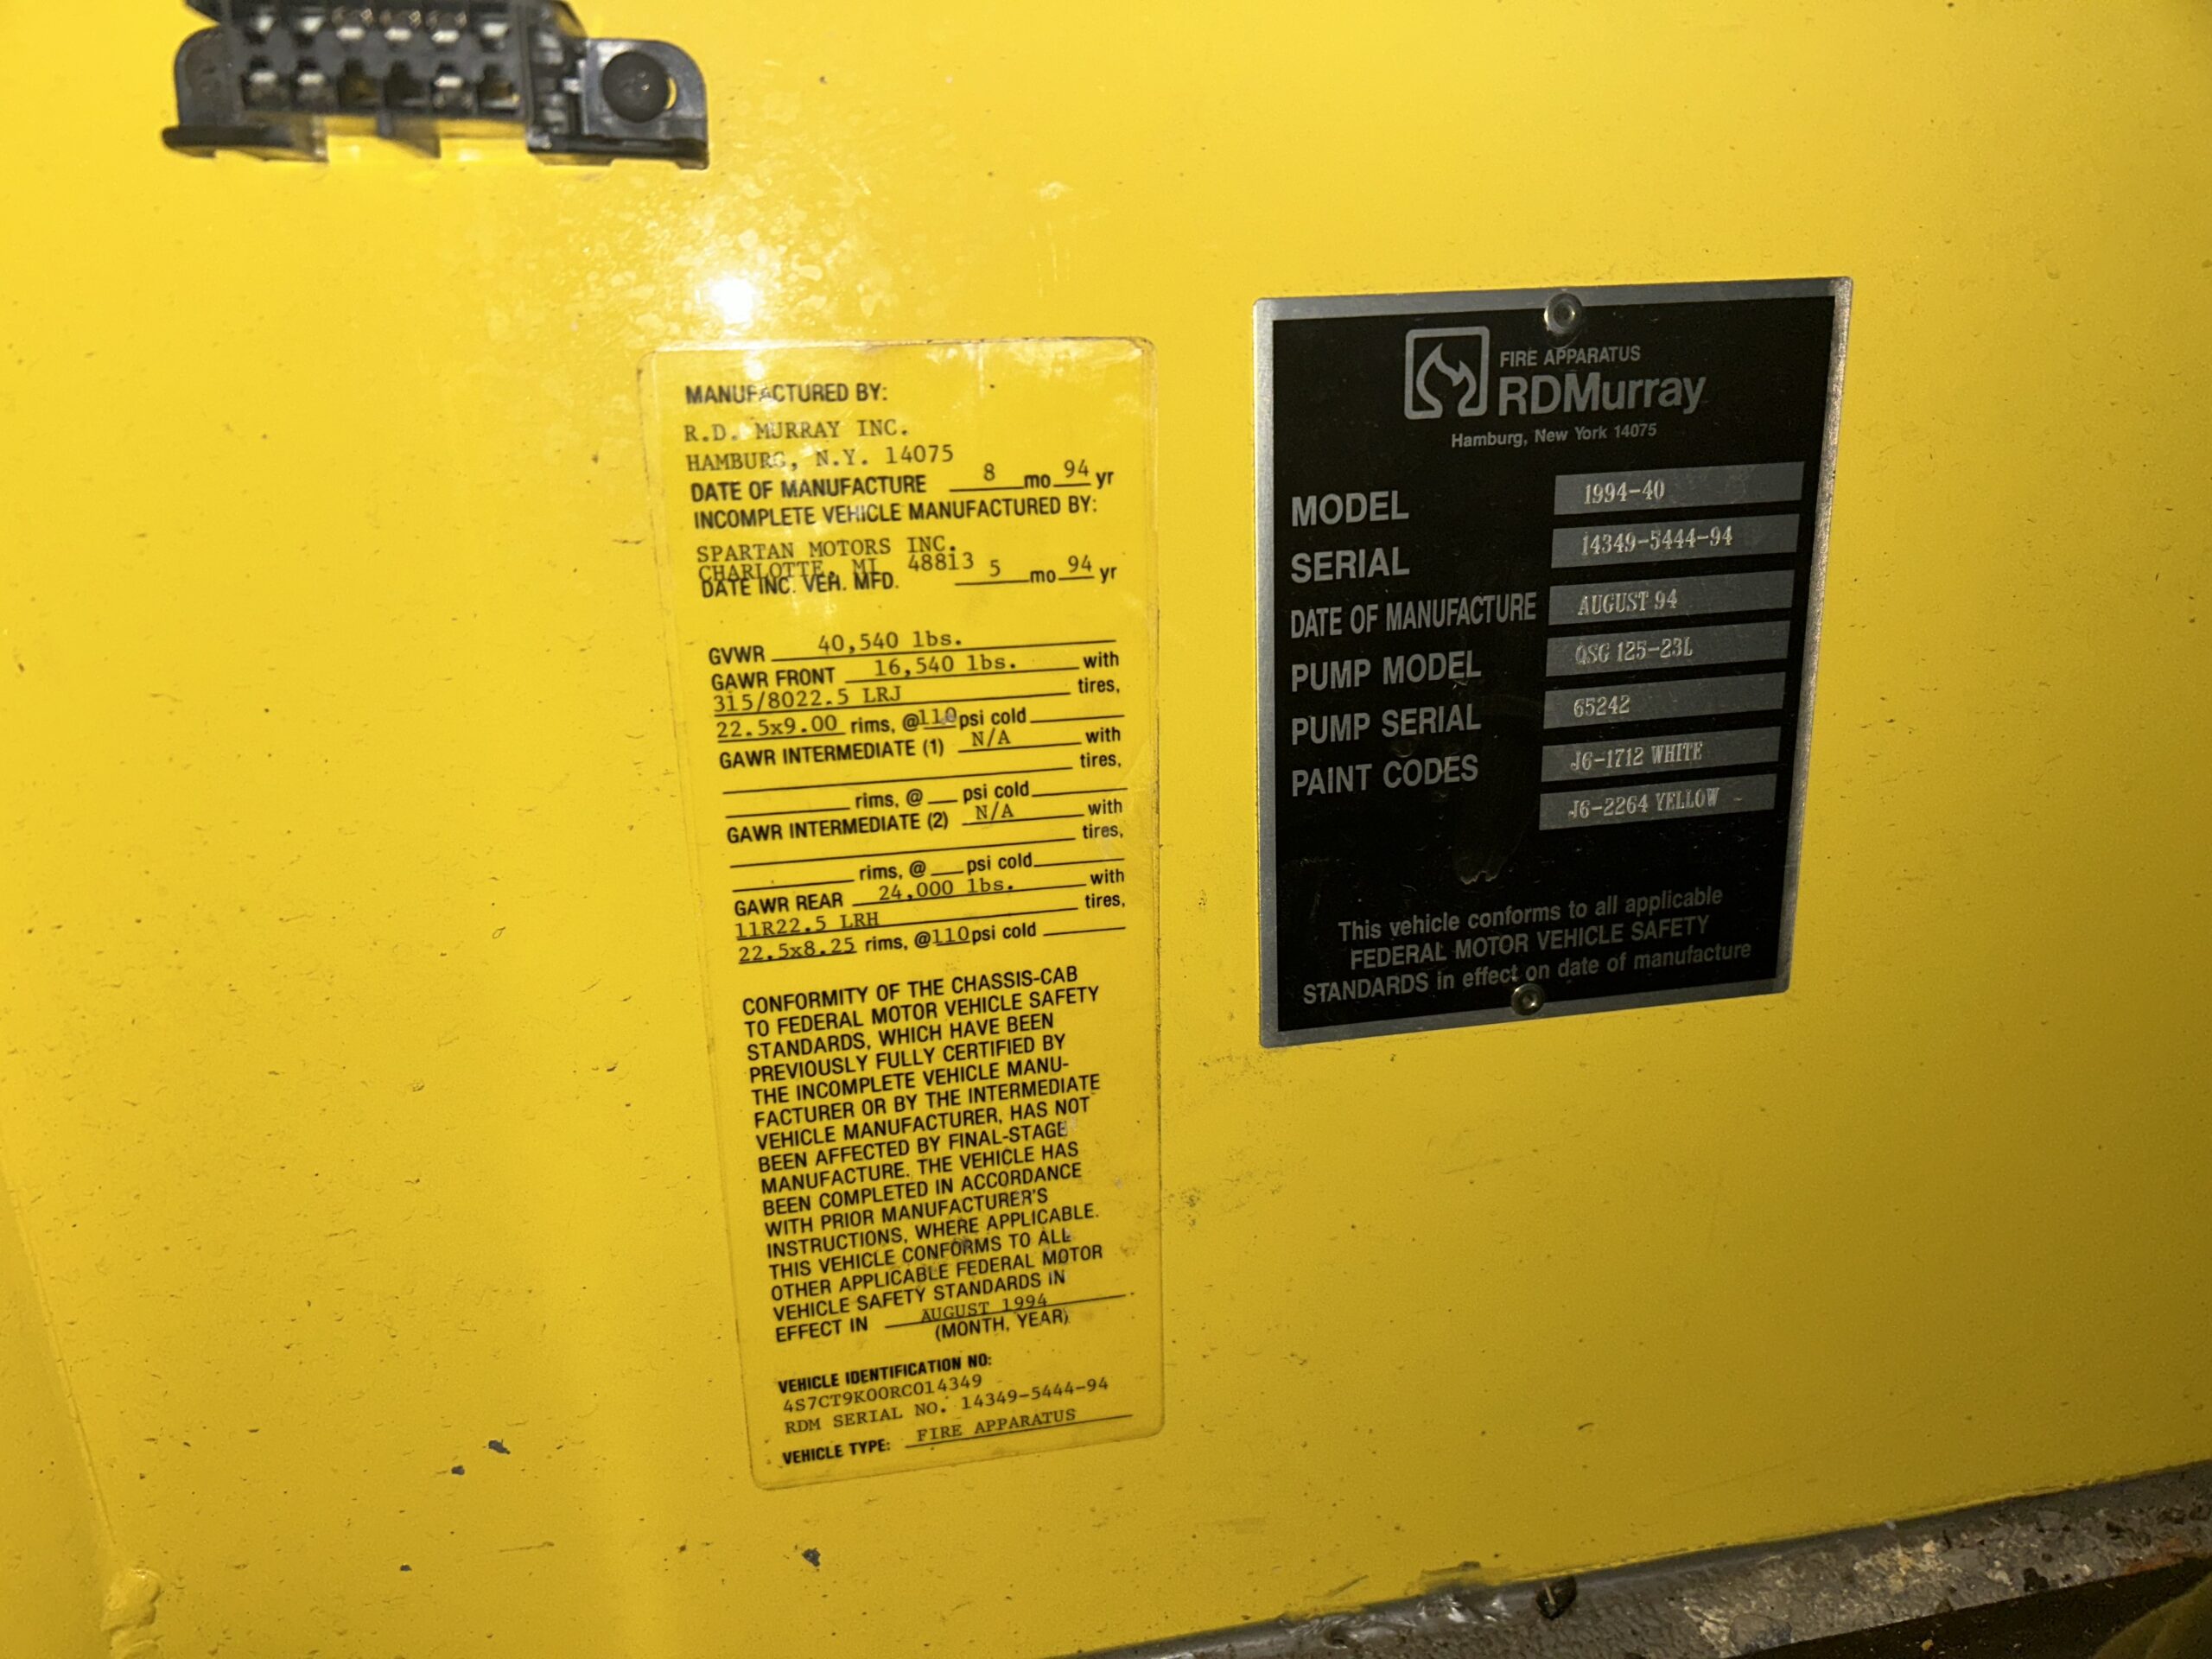 MANUFACTURED BY:
R.D. MURRAY INC.
HAMBURG, N.Y. 14075
DATE OF MANUFACTURE 8 mo 94 yr
INCOMPLETE VEHICLE MANUFACTURED BY:
SPARTAN MOTORS INC.
CHARLOTTE, MI 48813
DATE INC. VEH. MFD. 5 mo 94 yr
GVWR 40,540 lbs.
GAWR FRONT 16,540 lbs. with
315/8022.5 LRJ tires,
22.5x9.00 rims, @110psi cold
GAWR INTERMEDIATE (1) N/A with
tires,
rims, @ psi cold
GAWR INTERMEDIATE (2) N/A with
tires,
rims, @ psi cold
GAWR REAR 24,000 lbs. with
11R22.5 LRH tires,
22.5x8.25 rims, @110psi cold
CONFORMITY OF THE CHASSIS-CAB
TO FEDERAL MOTOR VEHICLE SAFETY
STANDARDS, WHICH HAVE BEEN
PREVIOUSLY FULLY CERTIFIED BY
THE INCOMPLETE VEHICLE MANU-
FACTURER OR BY THE INTERMEDIATE
VEHICLE MANUFACTURER, HAS NOT
BEEN AFFECTED BY FINAL-STAGE
MANUFACTURE. THE VEHICLE HAS
BEEN COMPLETED IN ACCORDANCE
WITH PRIOR MANUFACTURER'S
INSTRUCTIONS, WHERE APPLICABLE.
THIS VEHICLE CONFORMS TO ALL
OTHER APPLICABLE FEDERAL MOTOR
VEHICLE SAFETY STANDARDS IN
EFFECT IN AUGUST 1994
(MONTH, YEAR)
VEHICLE IDENTIFICATION NO:
4S7CT9K00RC014349
RDM SERIAL NO. 14349-5444-94
VEHICLE TYPE: FIRE APPARATUS
FIRE APPARATUS
RDMurray
Hamburg, New York 14075
MODEL 1994-40
SERIAL 14349-5444-94
DATE OF MANUFACTURE AUGUST 94
PUMP MODEL QSG 125-23L
PUMP SERIAL 65242
PAINT CODES J6-1712 WHITE
J6-2264 YELLOW
This vehicle conforms to all applicable
FEDERAL MOTOR VEHICLE SAFETY
STANDARDS in effect on date of manufacture